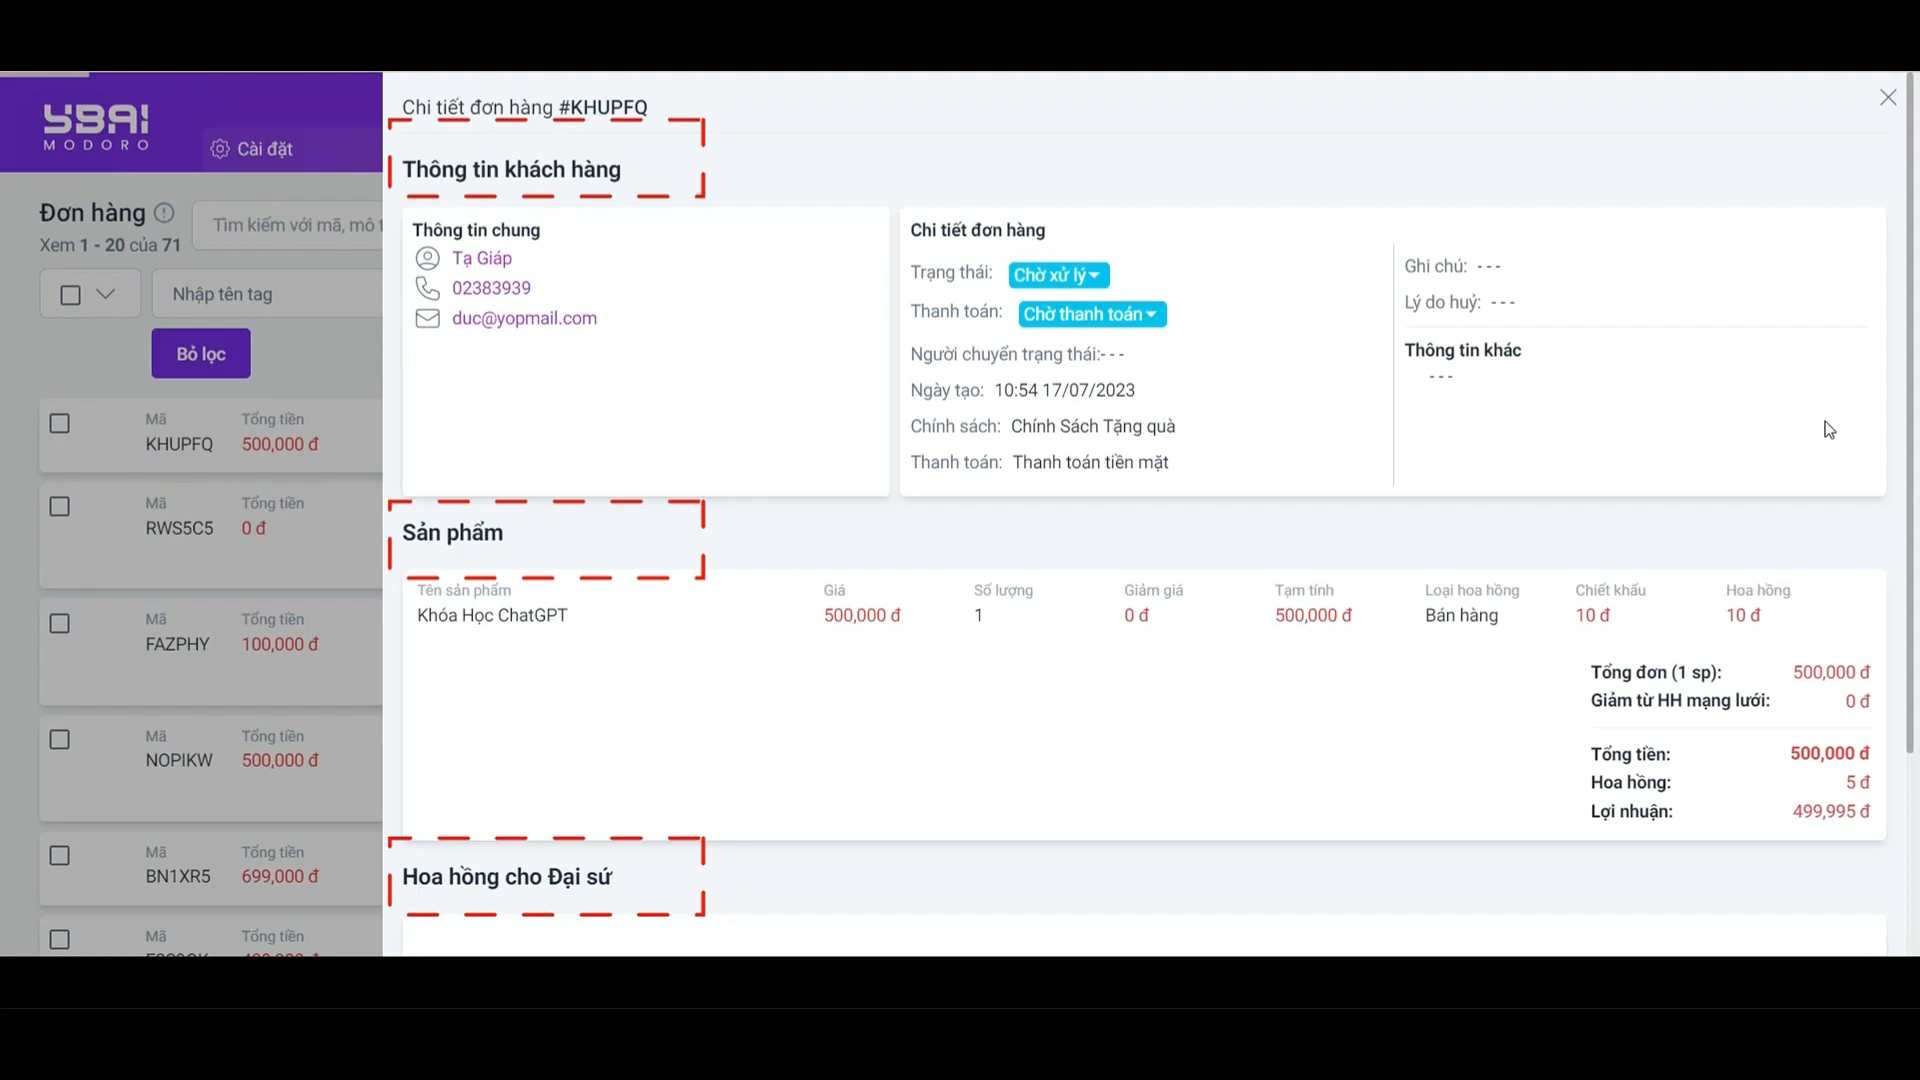 YBAI
MODORO
Cài đặt
Đơn hàng
Xem 1 - 20 của 71
Tìm kiếm với mã, mô t
Nhập tên tag
Bỏ lọc
Mã Tổng tiền
KHUPFQ 500,000 đ
Mã Tổng tiền
RWS5C5 0 đ
Mã Tổng tiền
FAZPHY 100,000 đ
Mã Tổng tiền
NOPIKW 500,000 đ
Mã Tổng tiền
BN1XR5 699,000 đ
Mã Tổng tiền
Chi tiết đơn hàng #KHUPFQ
Thông tin khách hàng
Thông tin chung
Tạ Giáp
02383939
duc@yopmail.com
Chi tiết đơn hàng
Trạng thái: Chờ xử lý
Thanh toán: Chờ thanh toán
Người chuyển trạng thái:---
Ngày tạo: 10:54 17/07/2023
Chính sách: Chính Sách Tặng quà
Thanh toán: Thanh toán tiền mặt
Ghi chú: ---
Lý do huỷ: ---
Thông tin khác
---
Sản phẩm
Tên sản phẩm Giá Số lượng Giảm giá Tạm tính Loại hoa hồng Chiết khấu Hoa hồng
Khóa Học ChatGPT 500,000 đ 1 0 đ 500,000 đ Bán hàng 10 đ 10 đ
Tổng đơn (1 sp): 500,000 đ
Giảm từ HH mạng lưới: 0 đ
Tổng tiền: 500,000 đ
Hoa hồng: 5 đ
Lợi nhuận: 499,995 đ
Hoa hồng cho Đại sứ